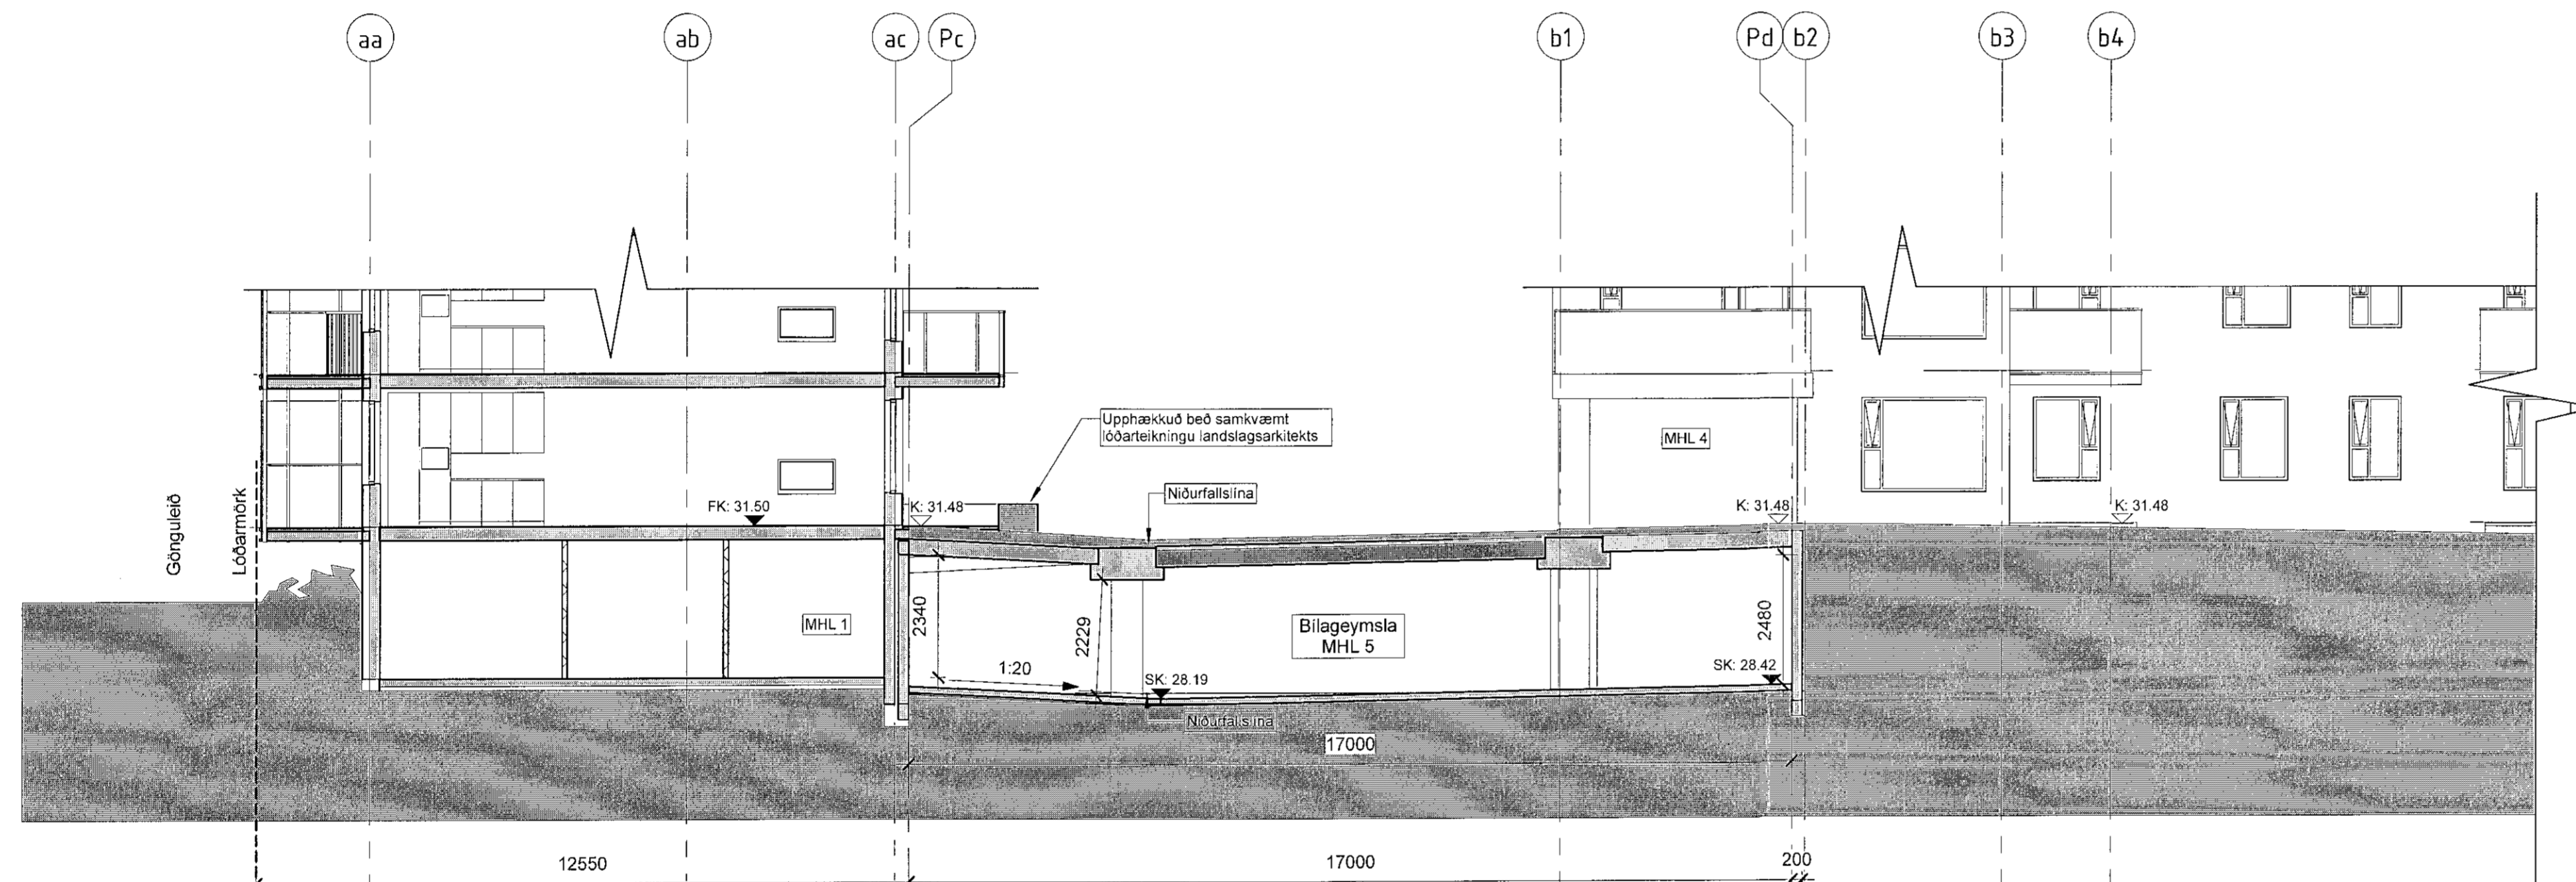 aa
ab
ac
Pc
b1
Pd
b2
b3
b4
Upphækkuð beð samkvæmt
lóðarteikningu landslagsarkitekts
MHL 4
Niðurfallslína
Gönguleið
Lóðarmörk
FK: 31.50
K: 31.48
K: 31.48
K: 31.48
MHL 1
2340
2229
Bílageymsla
MHL 5
2480
1:20
SK: 28.19
SK: 28.42
Niðurfallslína
17000
12550
17000
200